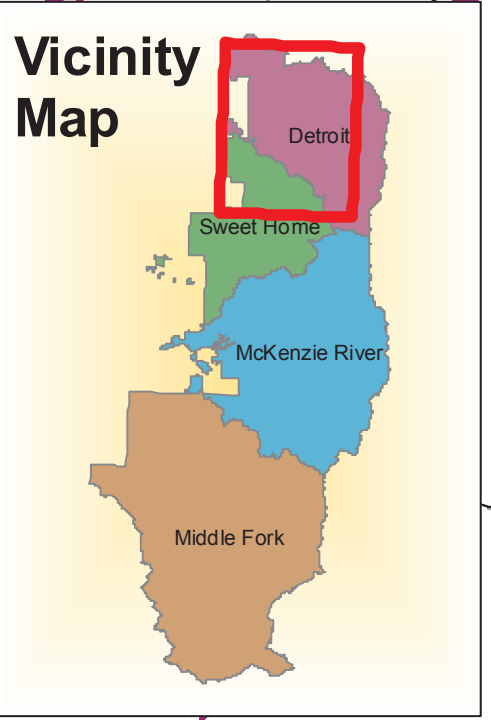 Vicinity
Map
Detroit
Sweet Home
McKenzie River
Middle Fork